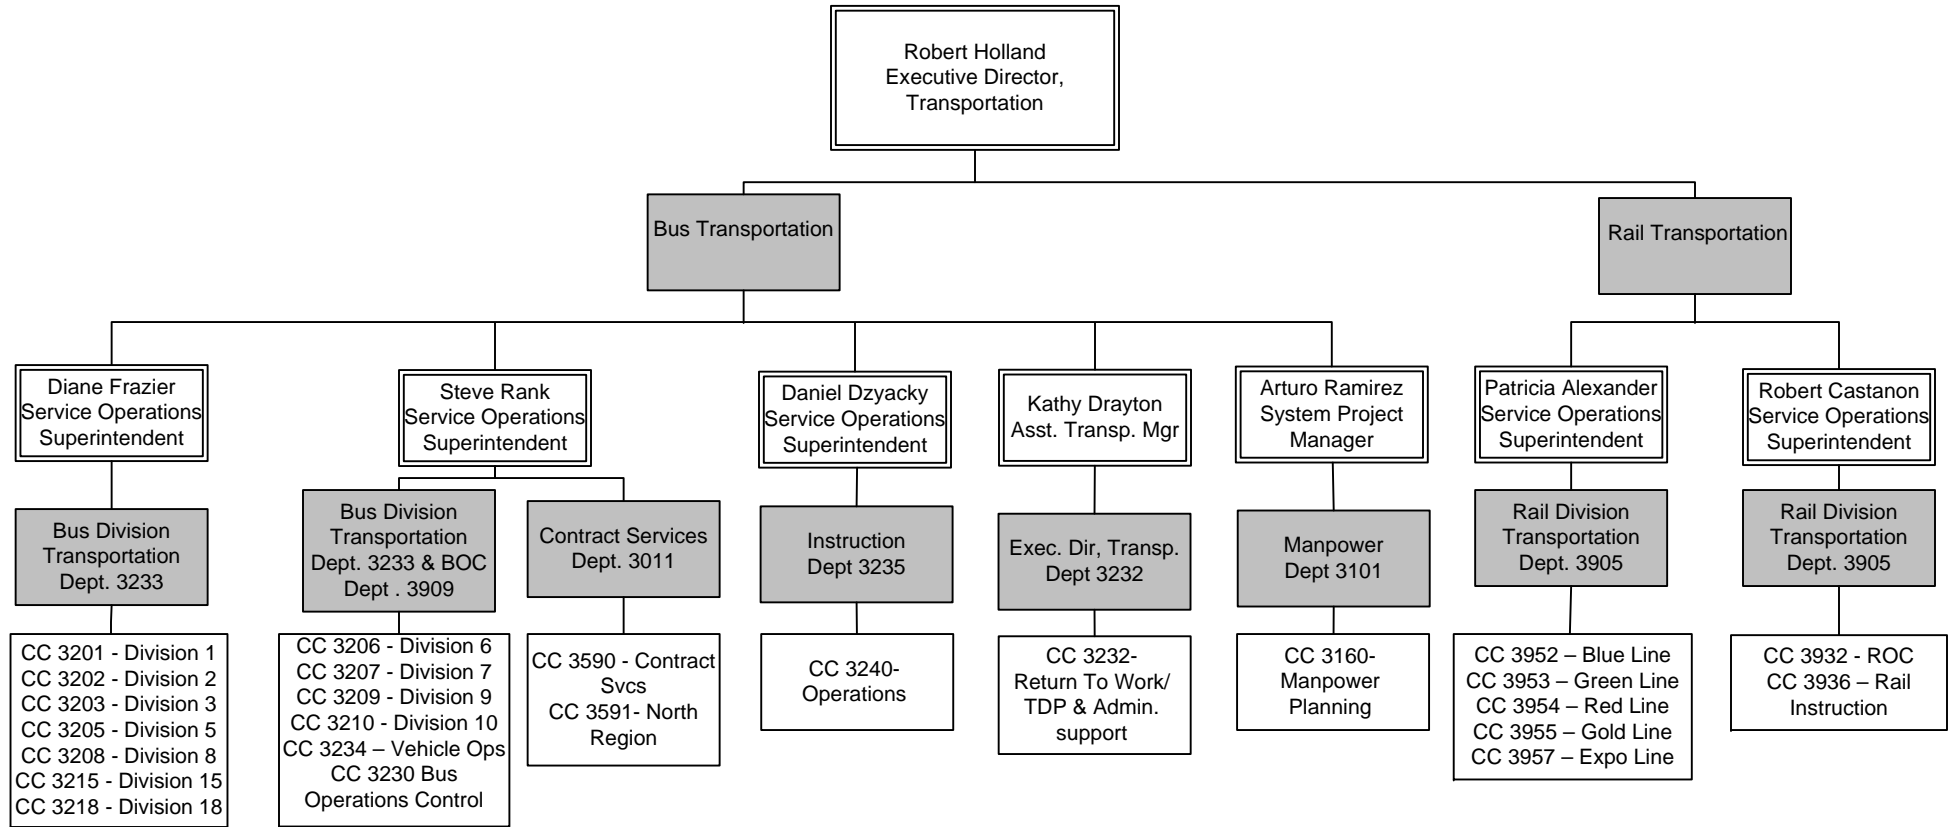 Robert Holland
Executive Director,
Transportation
Bus Transportation
Rail Transportation
Diane Frazier
Service Operations
Superintendent
Steve Rank
Service Operations
Superintendent
Daniel Dzyacky
Service Operations
Superintendent
Kathy Drayton
Asst. Transp. Mgr
Arturo Ramirez
System Project
Manager
Patricia Alexander
Service Operations
Superintendent
Robert Castanon
Service Operations
Superintendent
Bus Division
Transportation
Dept. 3233
Bus Division
Transportation
Dept. 3233 & BOC
Dept . 3909
Contract Services
Dept. 3011
Instruction
Dept 3235
Exec. Dir, Transp.
Dept 3232
Manpower
Dept 3101
Rail Division
Transportation
Dept. 3905
Rail Division
Transportation
Dept. 3905
CC 3201 - Division 1
CC 3202 - Division 2
CC 3203 - Division 3
CC 3205 - Division 5
CC 3208 - Division 8
CC 3215 - Division 15
CC 3218 - Division 18
CC 3206 - Division 6
CC 3207 - Division 7
CC 3209 - Division 9
CC 3210 - Division 10
CC 3234 – Vehicle Ops
CC 3230 Bus
Operations Control
CC 3590 - Contract
Svcs
CC 3591- North
Region
CC 3240-
Operations
CC 3232-
Return To Work/
TDP & Admin.
support
CC 3160-
Manpower
Planning
CC 3952 – Blue Line
CC 3953 – Green Line
CC 3954 – Red Line
CC 3955 – Gold Line
CC 3957 – Expo Line
CC 3932 - ROC
CC 3936 – Rail
Instruction